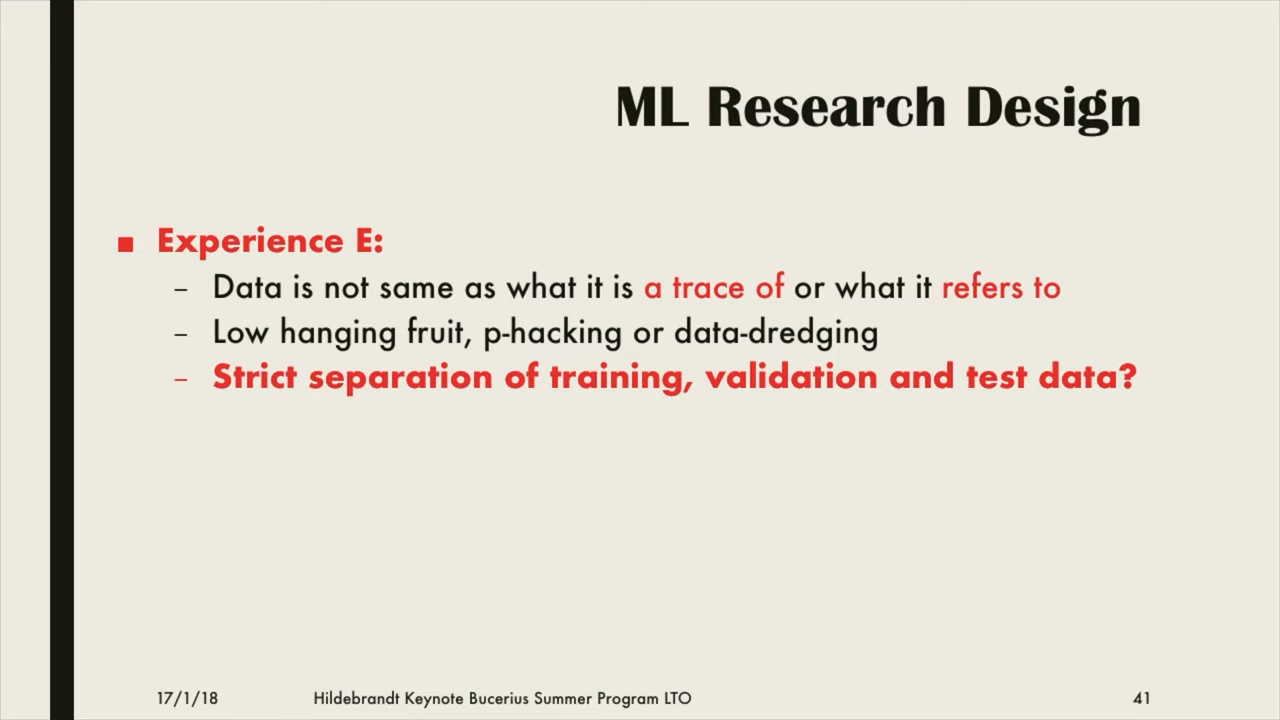 ML Research Design
■ Experience E:
– Data is not same as what it is a trace of or what it refers to
– Low hanging fruit, p-hacking or data-dredging
– Strict separation of training, validation and test data?
17/1/18 Hildebrandt Keynote Bucerius Summer Program LTO 41